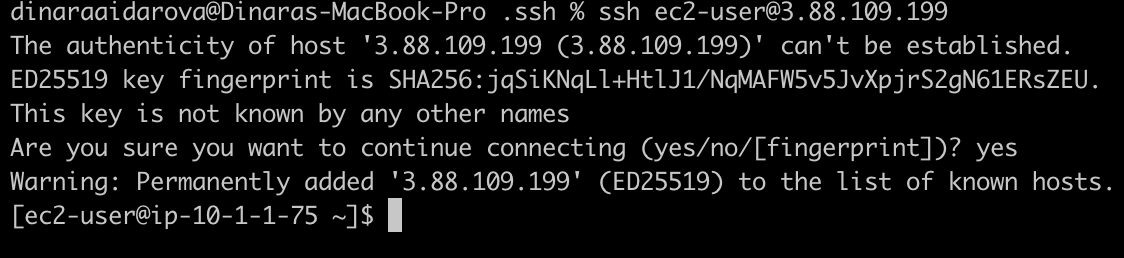 dinaraaidarova@Dinaras-MacBook-Pro .ssh % ssh ec2-user@3.88.109.199
The authenticity of host '3.88.109.199 (3.88.109.199)' can't be established.
ED25519 key fingerprint is SHA256:jqSiKNqLl+HtlJ1/NqMAFW5v5JvXpjrS2gN61ERsZEU.
This key is not known by any other names
Are you sure you want to continue connecting (yes/no/[fingerprint])? yes
Warning: Permanently added '3.88.109.199' (ED25519) to the list of known hosts.
[ec2-user@ip-10-1-1-75 ~]$